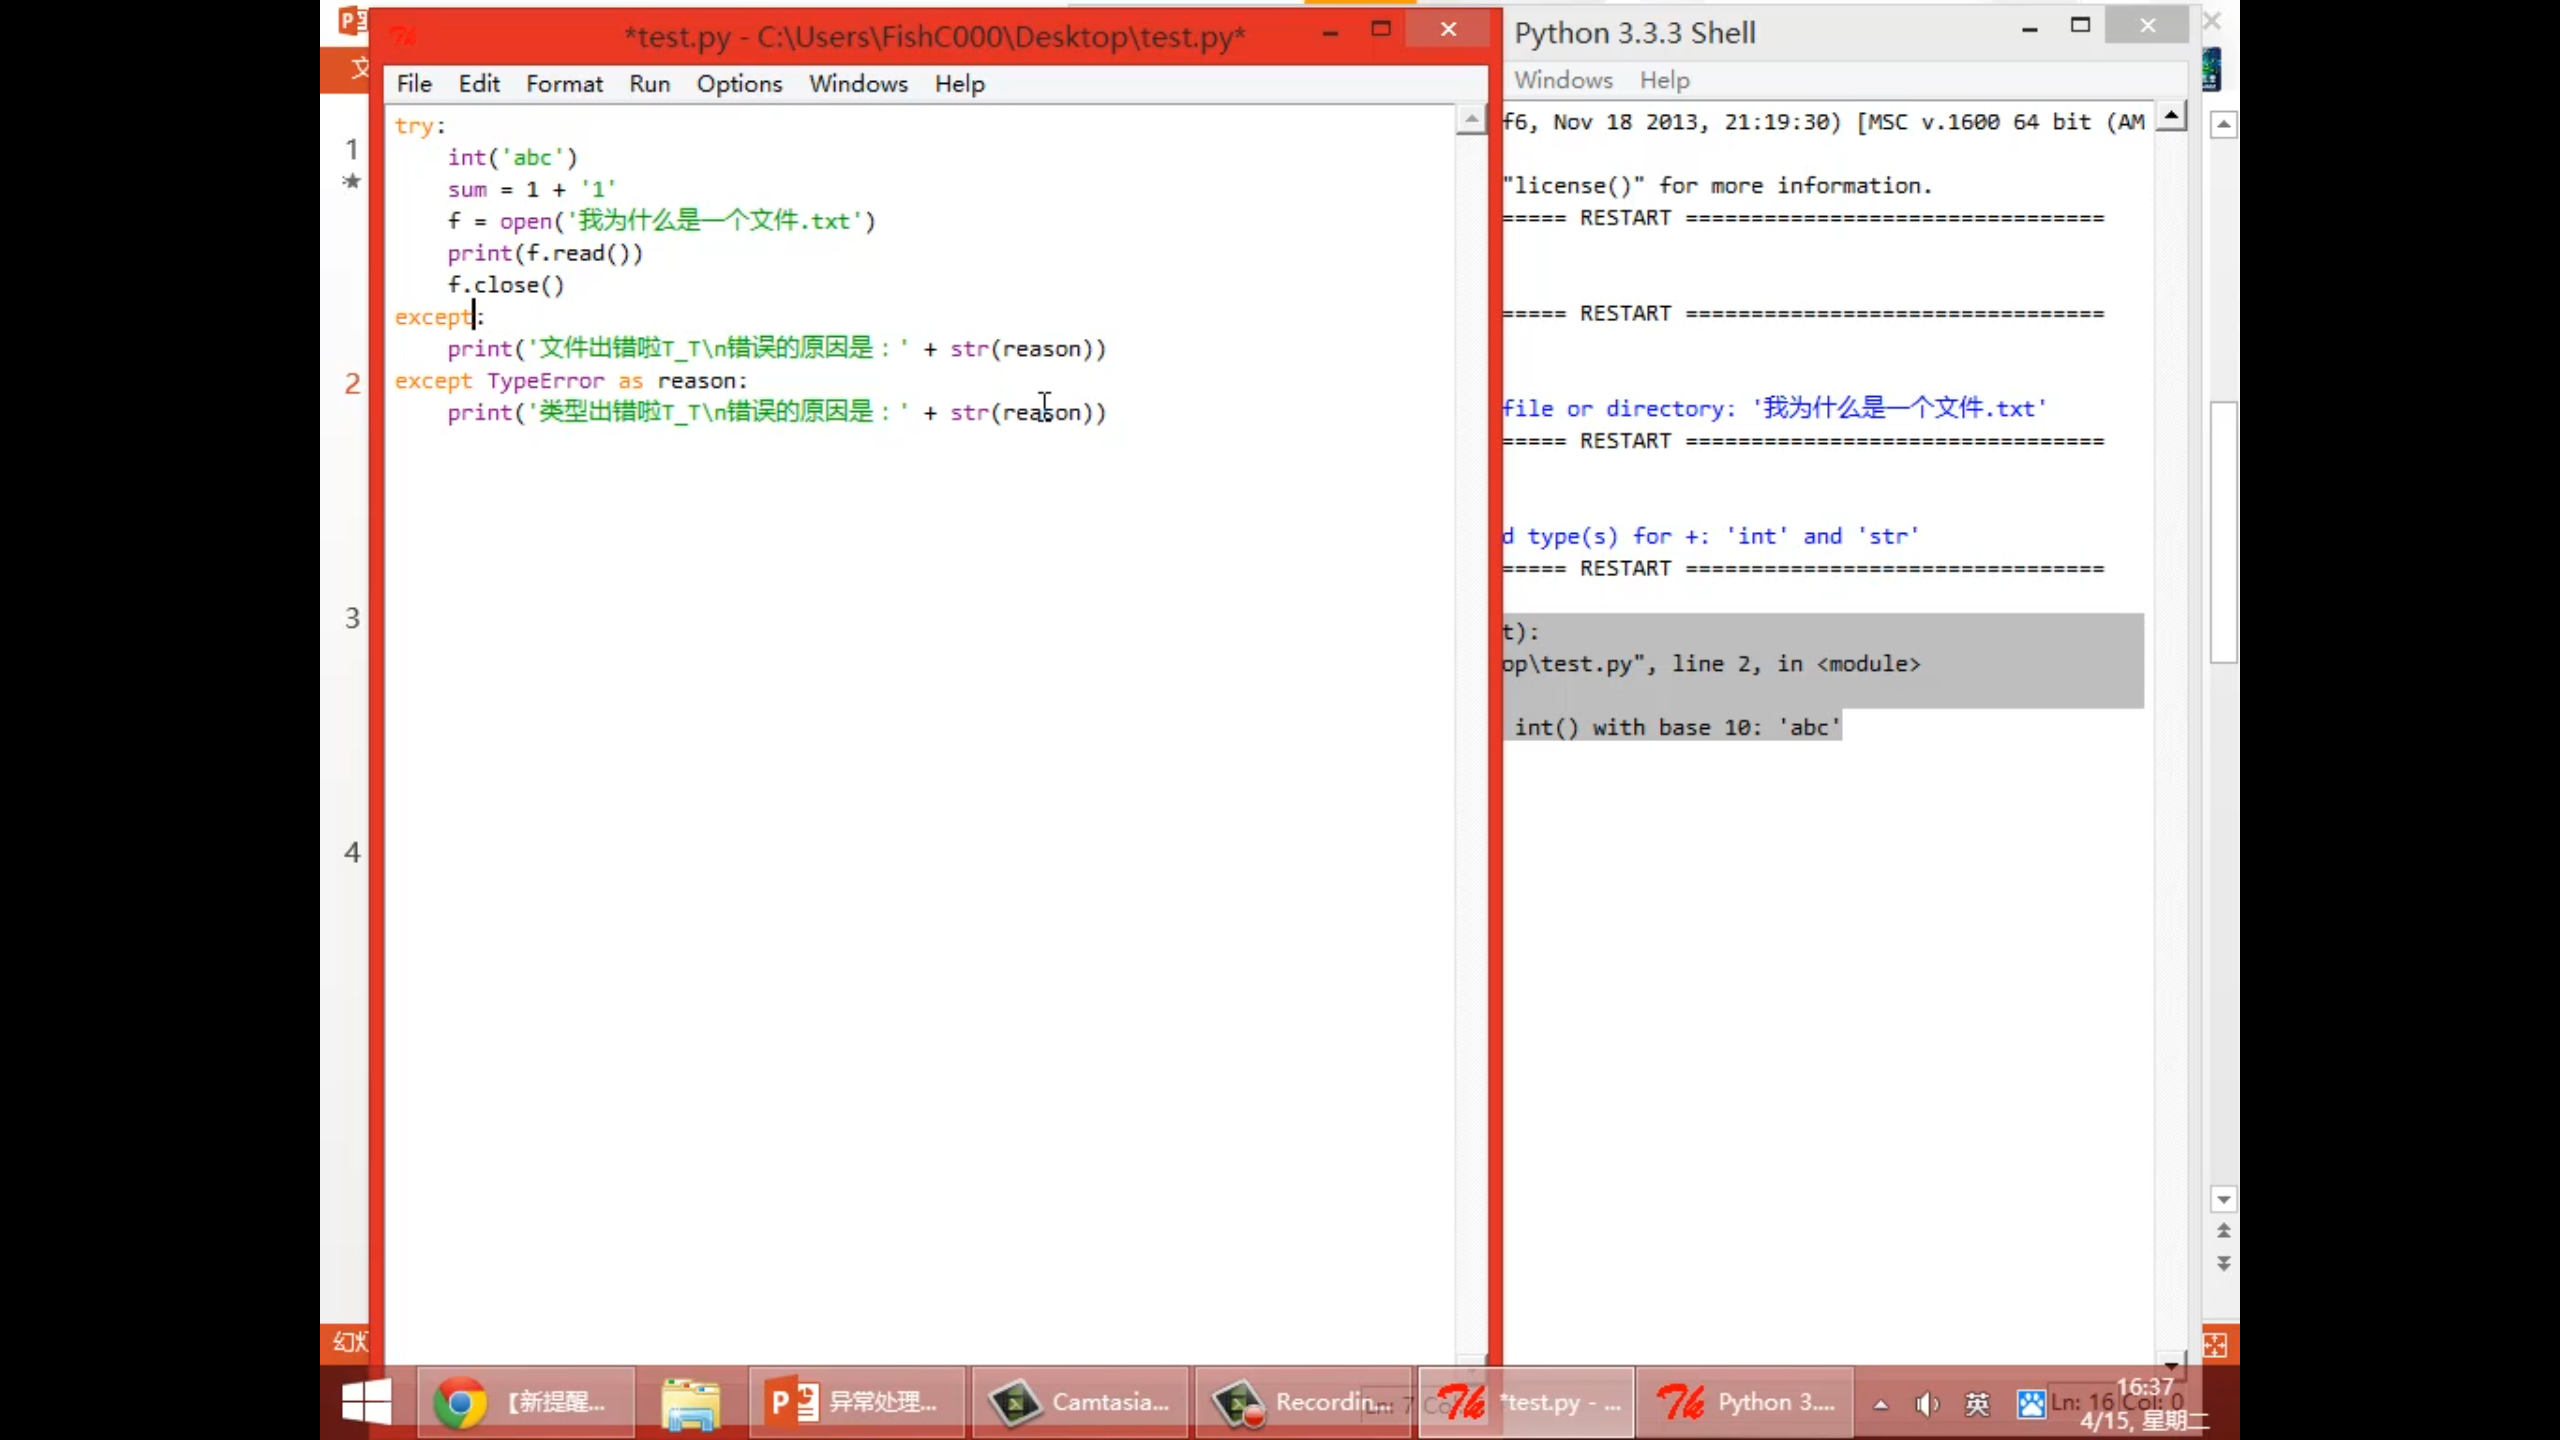 *test.py - C:\Users\FishC000\Desktop\test.py*
File Edit Format Run Options Windows Help
try:
    int('abc')
    sum = 1 + '1'
    f = open('我为什么是一个文件.txt')
    print(f.read())
    f.close()
except:
    print('文件出错啦T_T\n错误的原因是：' + str(reason))
except TypeError as reason:
    print('类型出错啦T_T\n错误的原因是：' + str(reason))
Python 3.3.3 Shell
Windows Help
f6, Nov 18 2013, 21:19:30) [MSC v.1600 64 bit (AM
"license()" for more information.
===== RESTART ================================
===== RESTART ================================
file or directory: '我为什么是一个文件.txt'
===== RESTART ================================
d type(s) for +: 'int' and 'str'
===== RESTART ================================
t):
op\test.py", line 2, in <module>
int() with base 10: 'abc'
文
1
2
3
4
幻灯
[新提醒...
异常处理...
Camtasia...
Recordin...
*test.py - ...
Python 3....
英
Ln: 16 Col: 0
16:37
4/15, 星期二